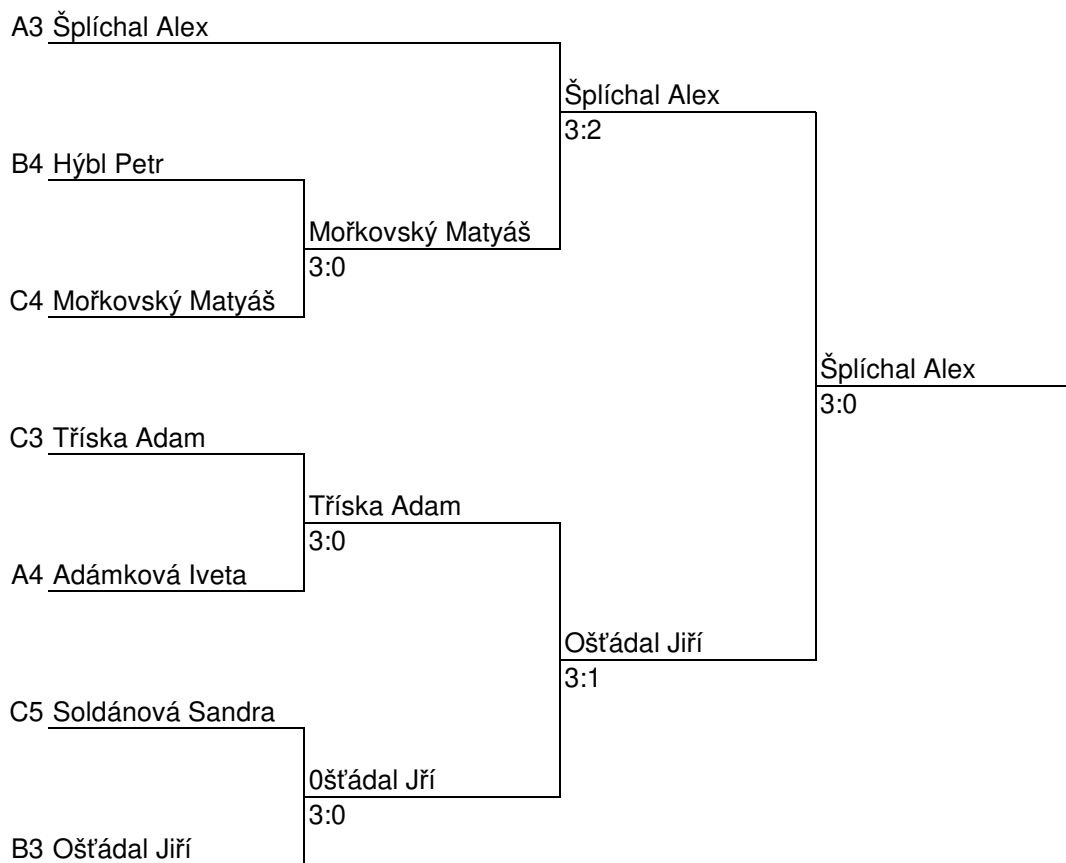 A3 Šplíchal Alex
Šplíchal Alex
3:2
B4 Hýbl Petr
Mořkovský Matyáš
3:0
C4 Mořkovský Matyáš
Šplíchal Alex
3:0
C3 Tříska Adam
Tříska Adam
3:0
A4 Adámková Iveta
Ošťádal Jiří
3:1
C5 Soldánová Sandra
0šťádal Jří
3:0
B3 Ošťádal Jiří